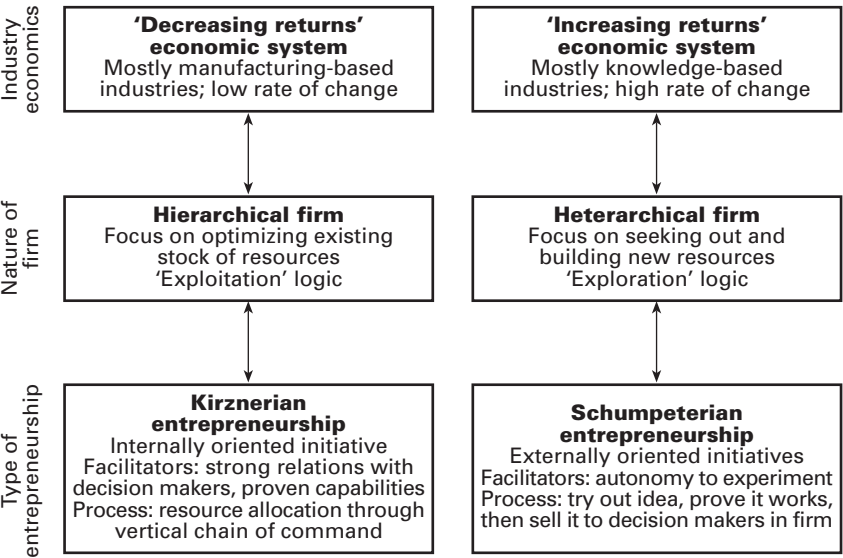 Industry
economics
‘Decreasing returns’
economic system
Mostly manufacturing-based
industries; low rate of change
‘Increasing returns’
economic system
Mostly knowledge-based
industries; high rate of change
Nature of
firm
Hierarchical firm
Focus on optimizing existing
stock of resources
‘Exploitation’ logic
Heterarchical firm
Focus on seeking out and
building new resources
‘Exploration’ logic
Type of
entrepreneurship
Kirznerian
entrepreneurship
Internally oriented initiative
Facilitators: strong relations with
decision makers, proven capabilities
Process: resource allocation through
vertical chain of command
Schumpeterian
entrepreneurship
Externally oriented initiatives
Facilitators: autonomy to experiment
Process: try out idea, prove it works,
then sell it to decision makers in firm